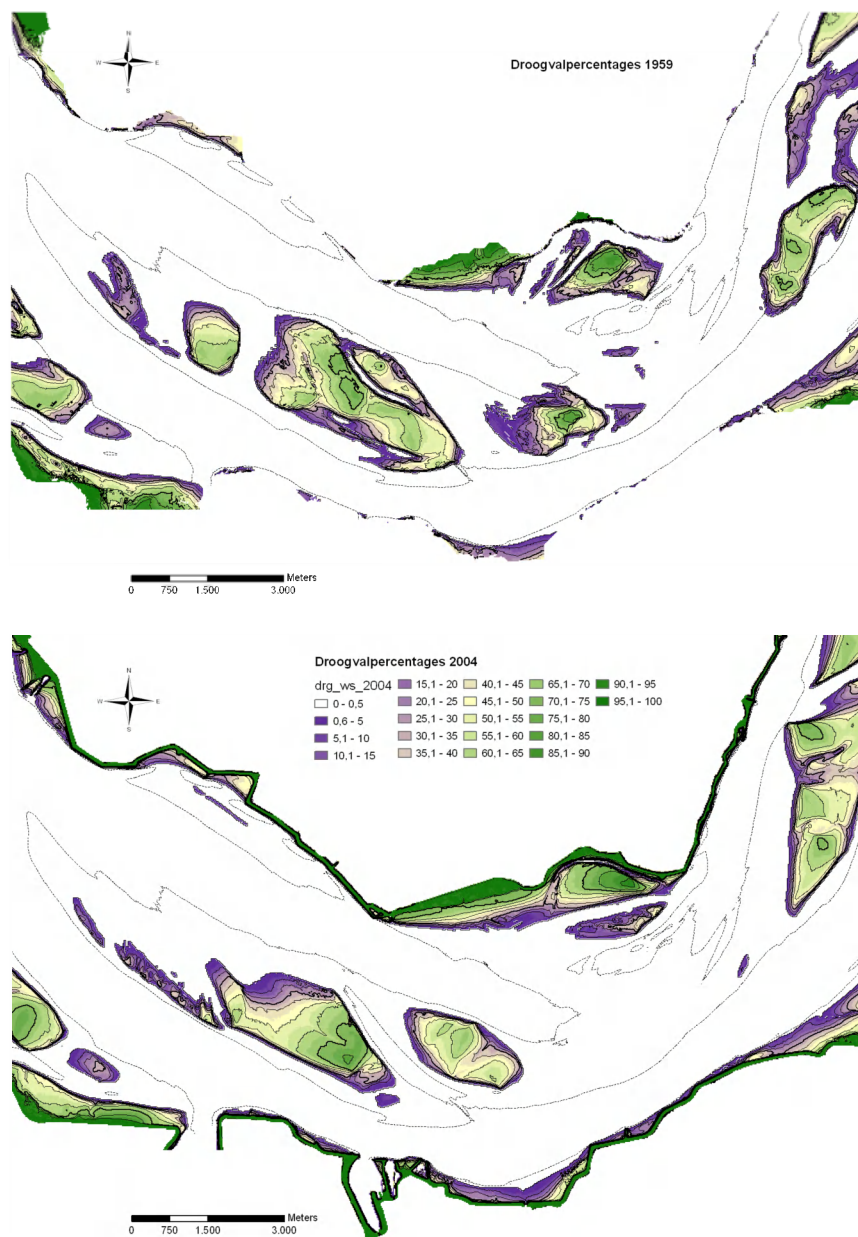 N
W E
S
Droogvalpercentages 1959
Meters
0 750 1.500 3.000
Droogvalpercentages 2004
drg_ws_2004
0 - 0,5
0,6 - 5
5,1 - 10
10,1 - 15
15,1 - 20
20,1 - 25
25,1 - 30
30,1 - 35
35,1 - 40
40,1 - 45
45,1 - 50
50,1 - 55
55,1 - 60
60,1 - 65
65,1 - 70
70,1 - 75
75,1 - 80
80,1 - 85
85,1 - 90
90,1 - 95
95,1 - 100
N
W E
S
Meters
0 750 1.500 3.000